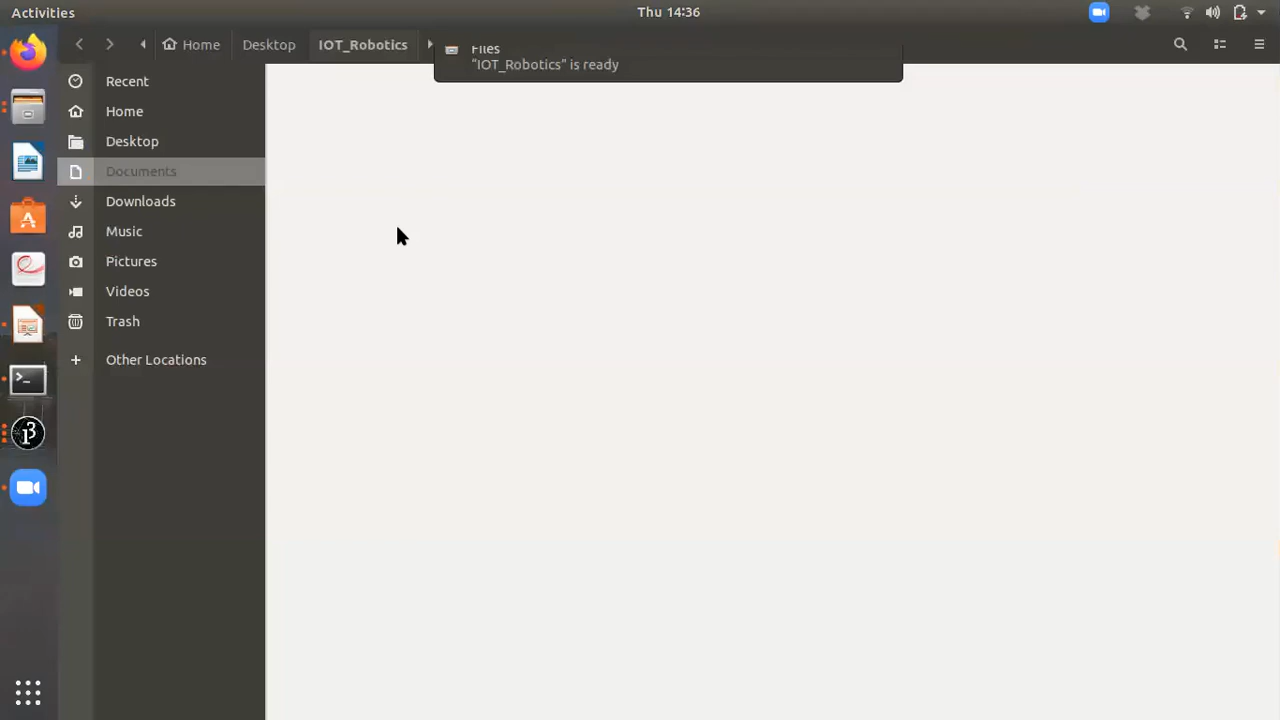 Activities
Thu 14:36
Home
Desktop
IOT_Robotics
Files
“IOT_Robotics” is ready
Recent
Home
Desktop
Documents
Downloads
Music
Pictures
Videos
Trash
+ Other Locations